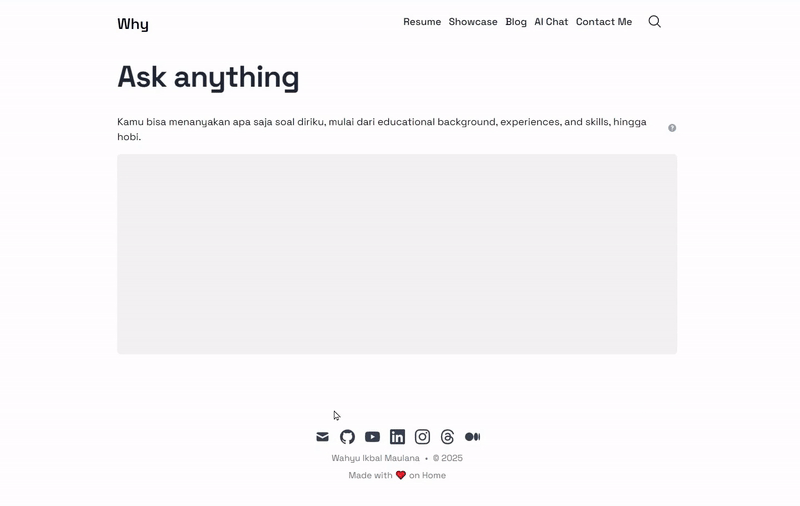 Why
Resume Showcase Blog AI Chat Contact Me
Ask anything
Kamu bisa menanyakan apa saja soal diriku, mulai dari educational background, experiences, and skills, hingga
hobi.
?
in
Wahyu Ikbal Maulana • © 2025
Made with ❤️ on Home